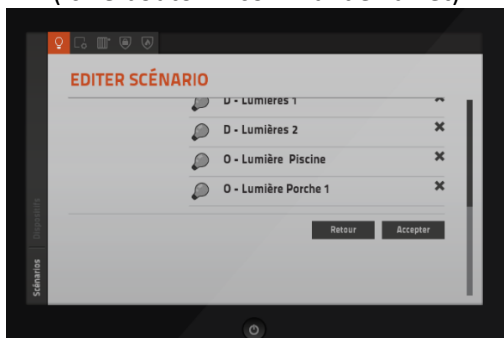 EDITER SCÉNARIO
D - Lumières 1
D - Lumières 2
O - Lumière Piscine
O - Lumière Porche 1
Retour Accepter
Dispositifs
Scénarios